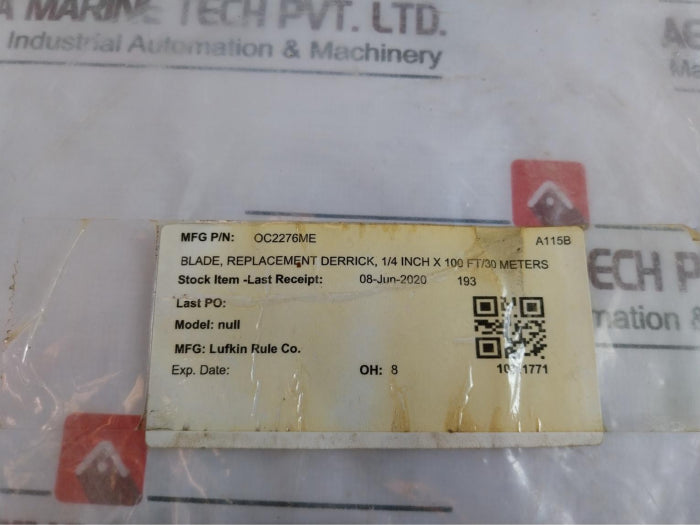 A MARINE TECH PVT. LTD.
Industrial Automation & Machinery
MFG P/N: OC2276ME A115B
BLADE, REPLACEMENT DERRICK, 1/4 INCH X 100 FT/30 METERS
Stock Item -Last Receipt: 08-Jun-2020 193
Last PO:
Model: null
MFG: Lufkin Rule Co.
Exp. Date: OH: 8
ECH P
& M